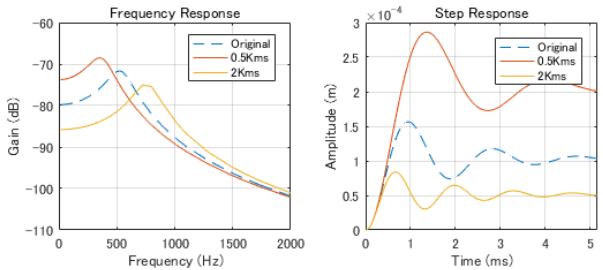 Frequency Response
-60
-70
-80
-90
-100
-110
Gain (dB)
0
500
1000
1500
2000
Frequency (Hz)
Original
0.5Kms
2Kms
Step Response
×10-4
3
2.5
2
1.5
1
0.5
0
Amplitude (m)
0
1
2
3
4
5
Time (ms)
Original
0.5Kms
2Kms